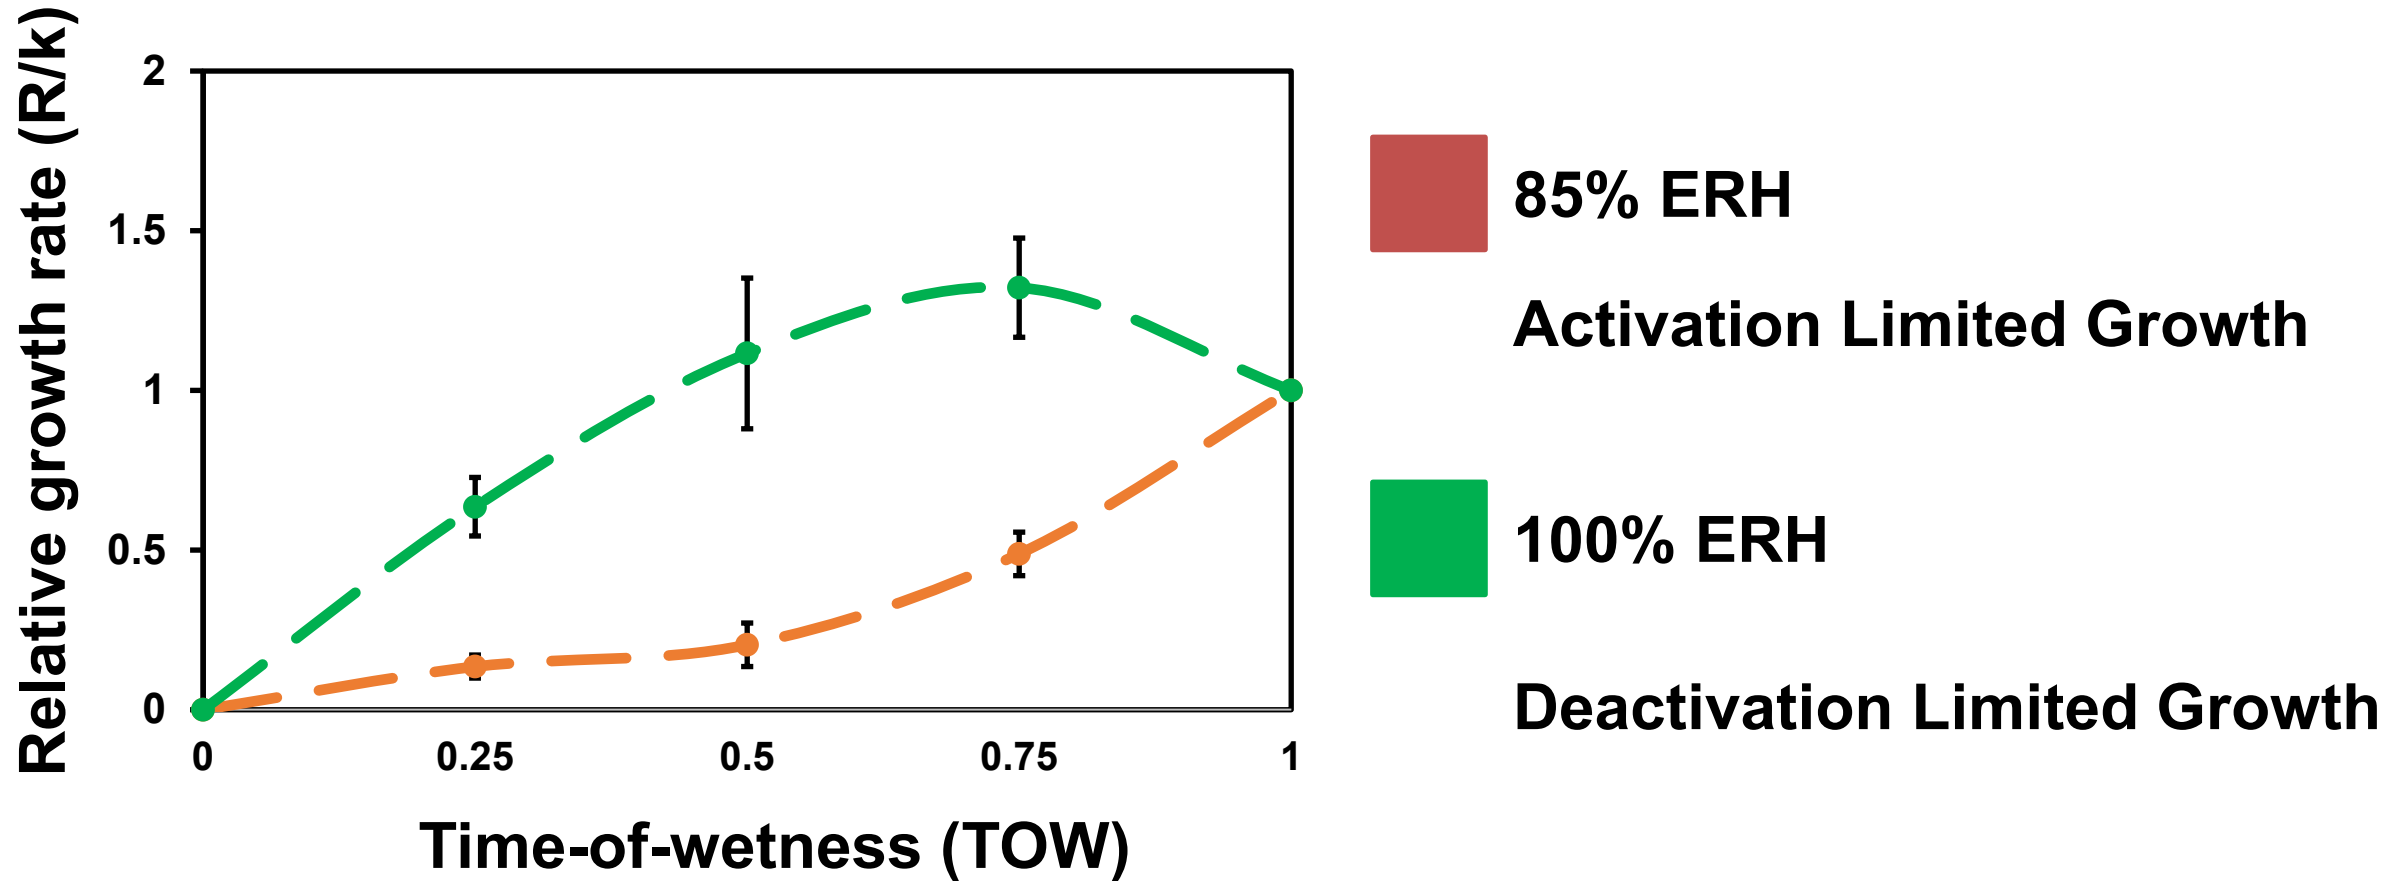 Relative growth rate (R/k)
2
1.5
1
0.5
0
0 0.25 0.5 0.75 1
Time-of-wetness (TOW)
85% ERH
Activation Limited Growth
100% ERH
Deactivation Limited Growth